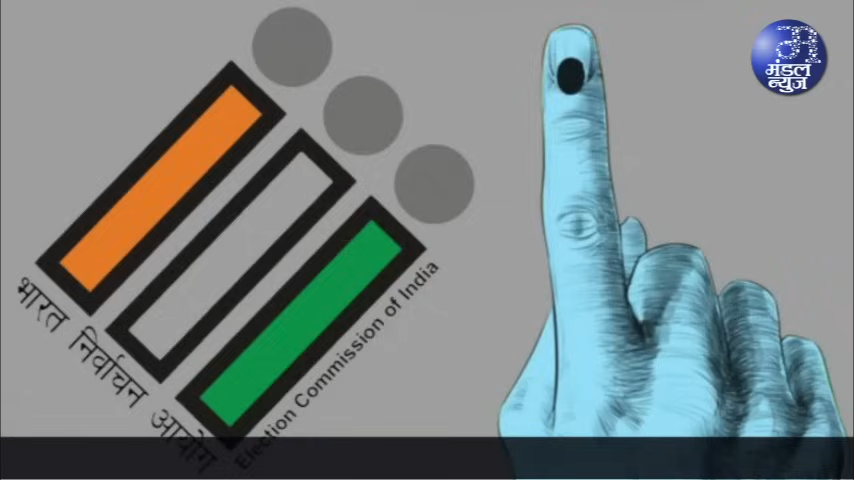 मंडल
न्युज
भारत निर्वाचन आयोग
Election Commission of India